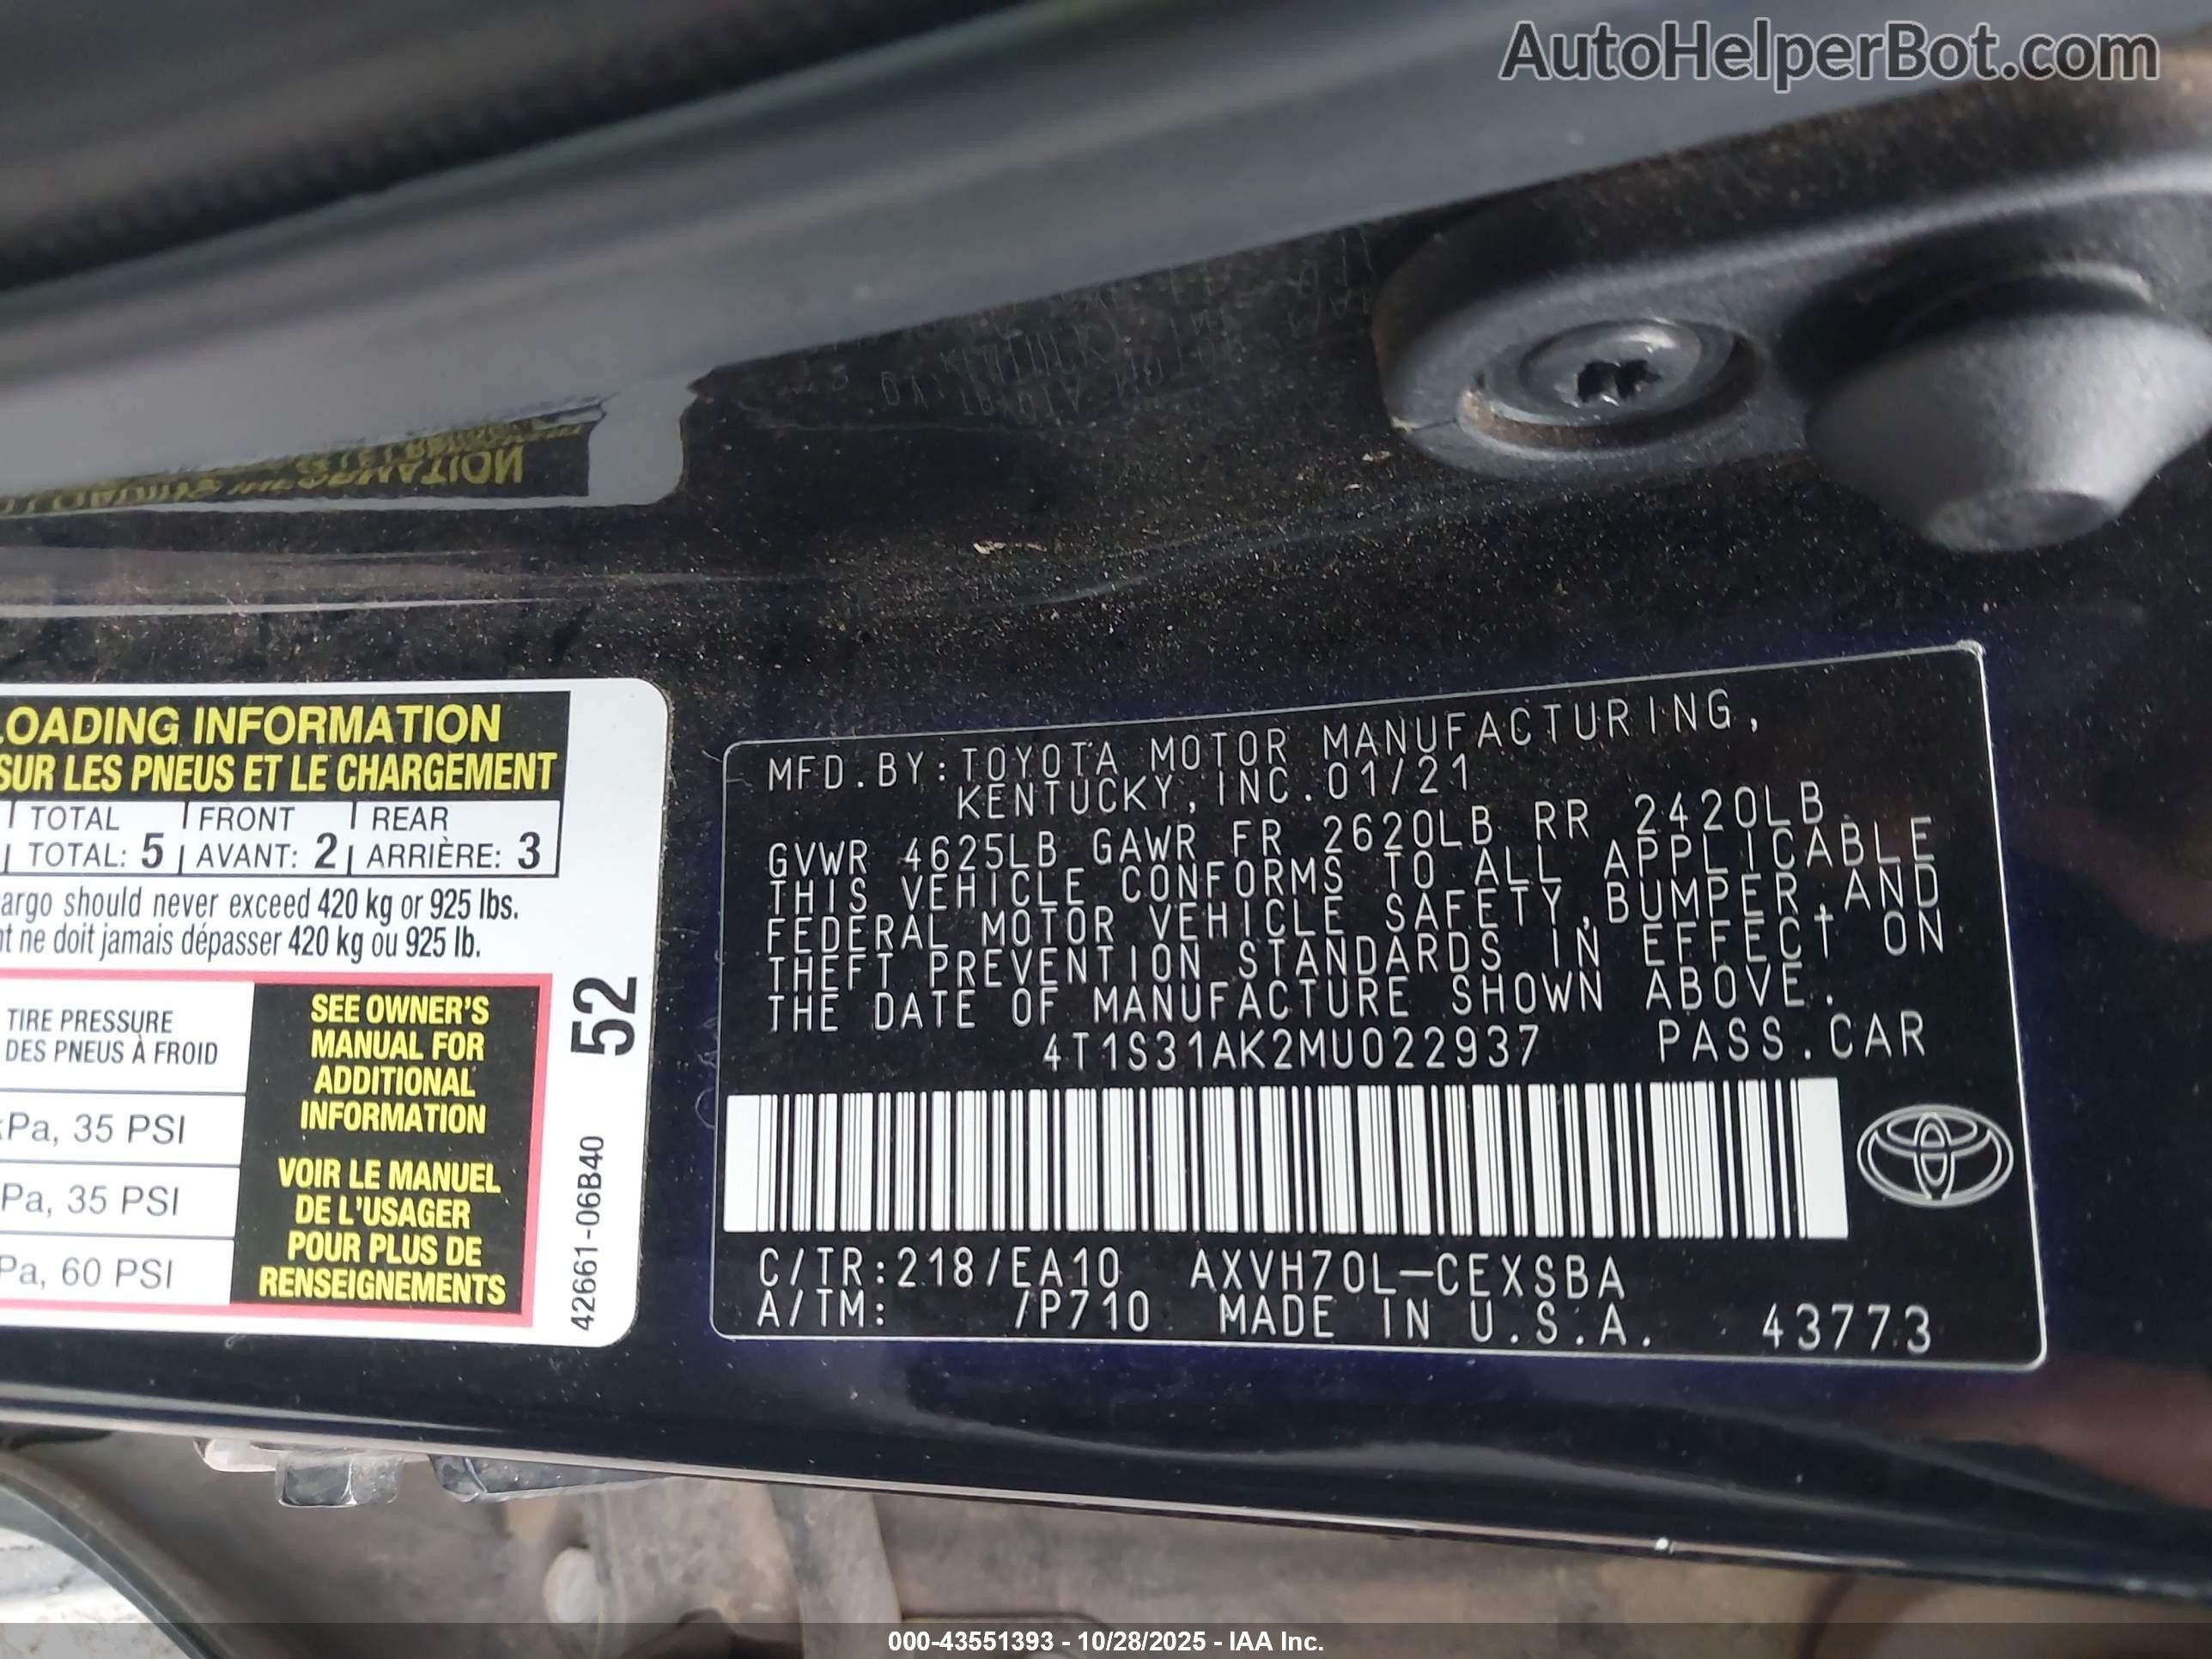 AutoHelperBot.com
LOADING INFORMATION
SUR LES PNEUS ET LE CHARGEMENT
TOTAL FRONT REAR
TOTAL: 5 AVANT: 2 ARRIÈRE: 3
cargo should never exceed 420 kg or 925 lbs.
ne doit jamais dépasser 420 kg ou 925 lb.
TIRE PRESSURE
DES PNEUS À FROID
kPa, 35 PSI
Pa, 35 PSI
Pa, 60 PSI
SEE OWNER'S
MANUAL FOR
ADDITIONAL
INFORMATION
VOIR LE MANUEL
DE L'USAGER
POUR PLUS DE
RENSEIGNEMENTS
52
42661-06B40
MFD.BY:TOYOTA MOTOR MANUFACTURING,
KENTUCKY,INC.01/21
GVWR 4625LB GAWR FR 2620LB RR 2420LB
THIS VEHICLE CONFORMS TO ALL APPLICABLE
FEDERAL MOTOR VEHICLE SAFETY,BUMPER,AND
THEFT PREVENTION STANDARDS IN EFFECT ON
THE DATE OF MANUFACTURE SHOWN ABOVE.
4T1S31AK2MU022937 PASS.CAR
C/TR:218/EA10 AXVH70L-CEXSBA
A/TM: /P710 MADE IN U.S.A. 43773
000-43551393 - 10/28/2025 - IAA Inc.